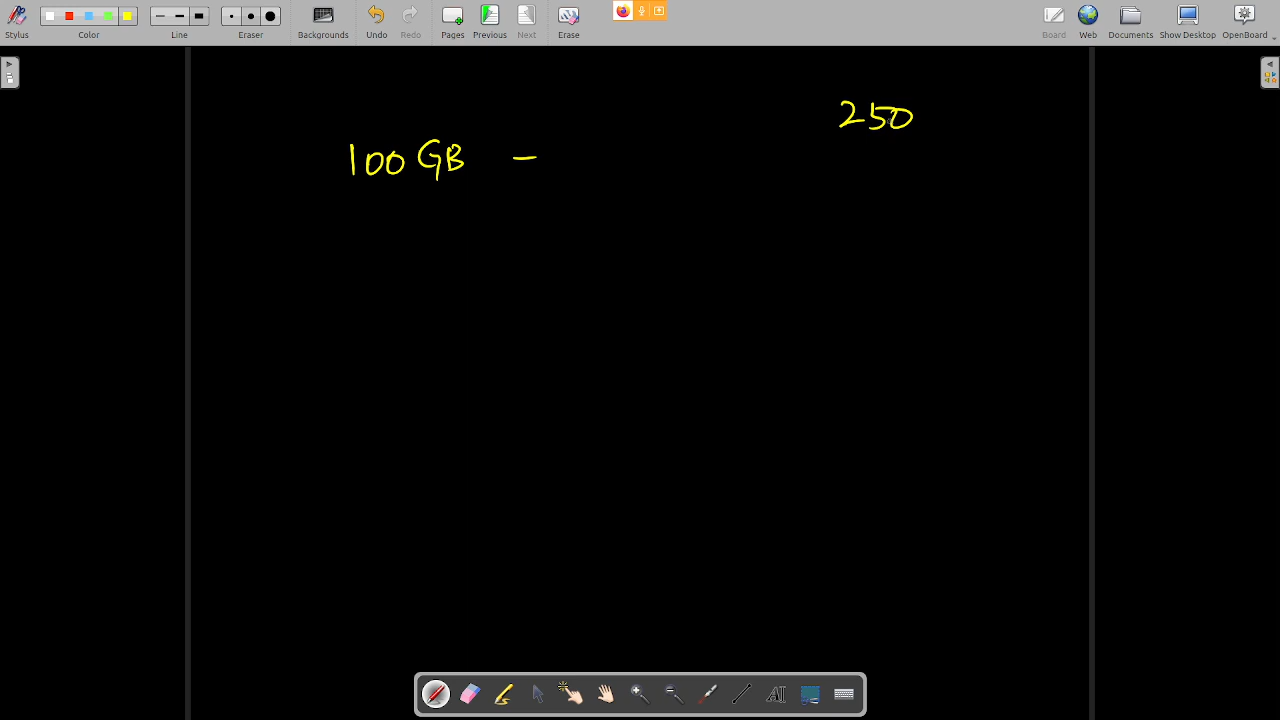 Stylus Color Line Eraser Backgrounds Undo Redo Pages Previous Next Erase Board Web Documents Show Desktop OpenBoard
250
100 GB -
AI